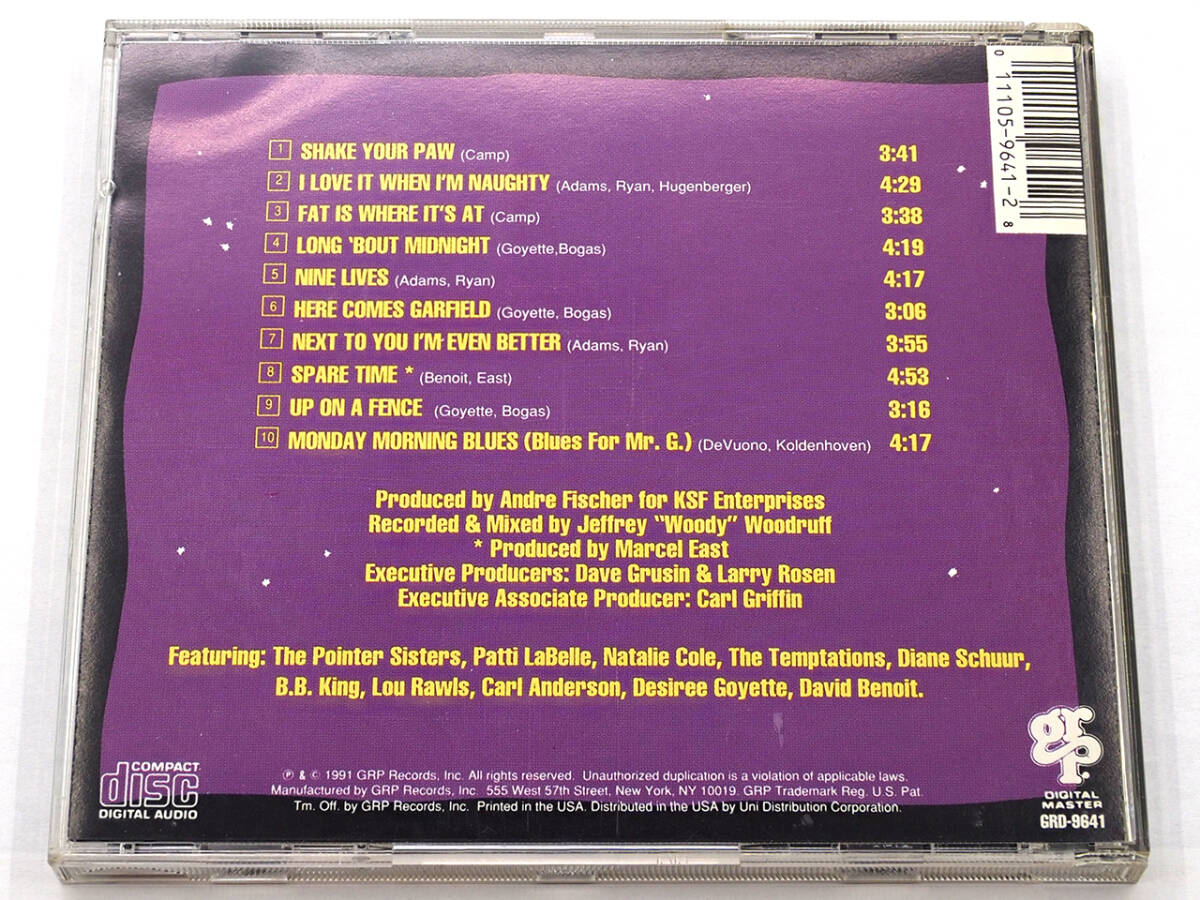 1 SHAKE YOUR PAW (Camp) 3:41
2 I LOVE IT WHEN I'M NAUGHTY (Adams, Ryan, Hugenberger) 4:29
3 FAT IS WHERE IT'S AT (Camp) 3:38
4 LONG 'BOUT MIDNIGHT (Goyette,Bogas) 4:19
5 NINE LIVES (Adams, Ryan) 4:17
6 HERE COMES GARFIELD (Goyette, Bogas) 3:06
7 NEXT TO YOU I'M EVEN BETTER (Adams, Ryan) 3:55
8 SPARE TIME * (Benoit, East) 4:53
9 UP ON A FENCE (Goyette, Bogas) 3:16
10 MONDAY MORNING BLUES (Blues For Mr. G.) (DeVuono, Koldenhoven) 4:17
0 11105-9641-2 8
Produced by Andre Fischer for KSF Enterprises
Recorded & Mixed by Jeffrey "Woody" Woodruff
* Produced by Marcel East
Executive Producers: Dave Grusin & Larry Rosen
Executive Associate Producer: Carl Griffin
Featuring: The Pointer Sisters, Patti LaBelle, Natalie Cole, The Temptations, Diane Schuur,
B.B. King, Lou Rawls, Carl Anderson, Desiree Goyette, David Benoit.
COMPACT
disc
DIGITAL AUDIO
℗ & © 1991 GRP Records, Inc. All rights reserved. Unauthorized duplication is a violation of applicable laws.
Manufactured by GRP Records, Inc. 555 West 57th Street, New York, NY 10019. GRP Trademark Reg. U.S. Pat.
Tm. Off. by GRP Records, Inc. Printed in the USA. Distributed in the USA by Uni Distribution Corporation.
grp
DIGITAL
MASTER
GRD-9641